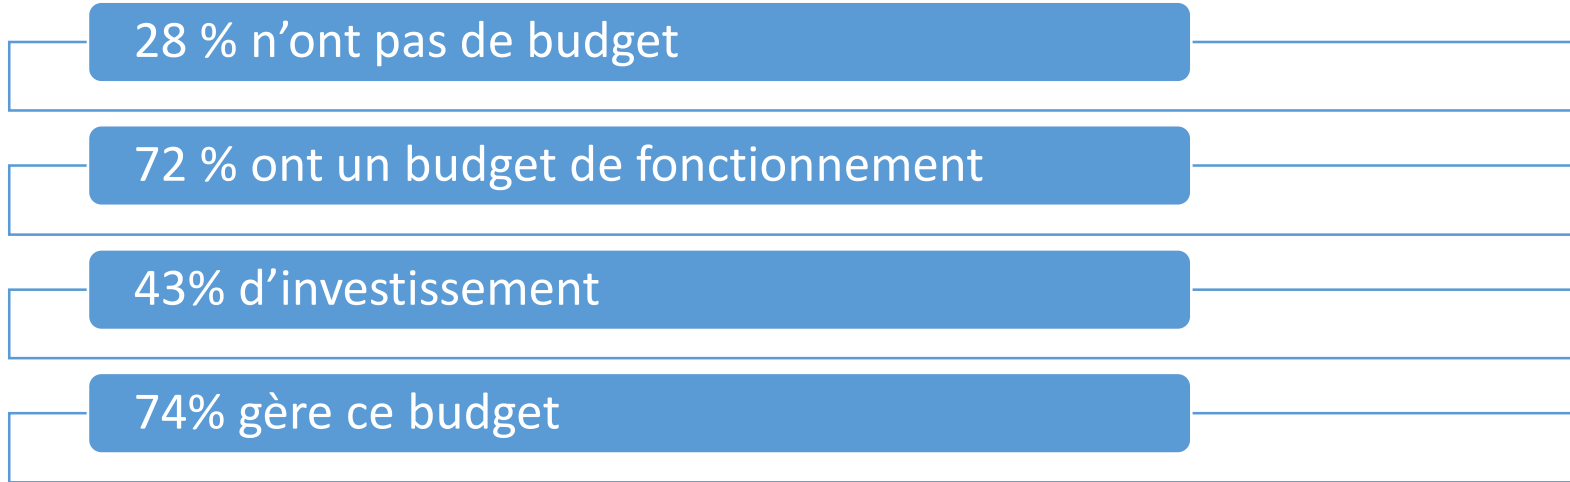 28 % n’ont pas de budget
72 % ont un budget de fonctionnement
43% d’investissement
74% gère ce budget